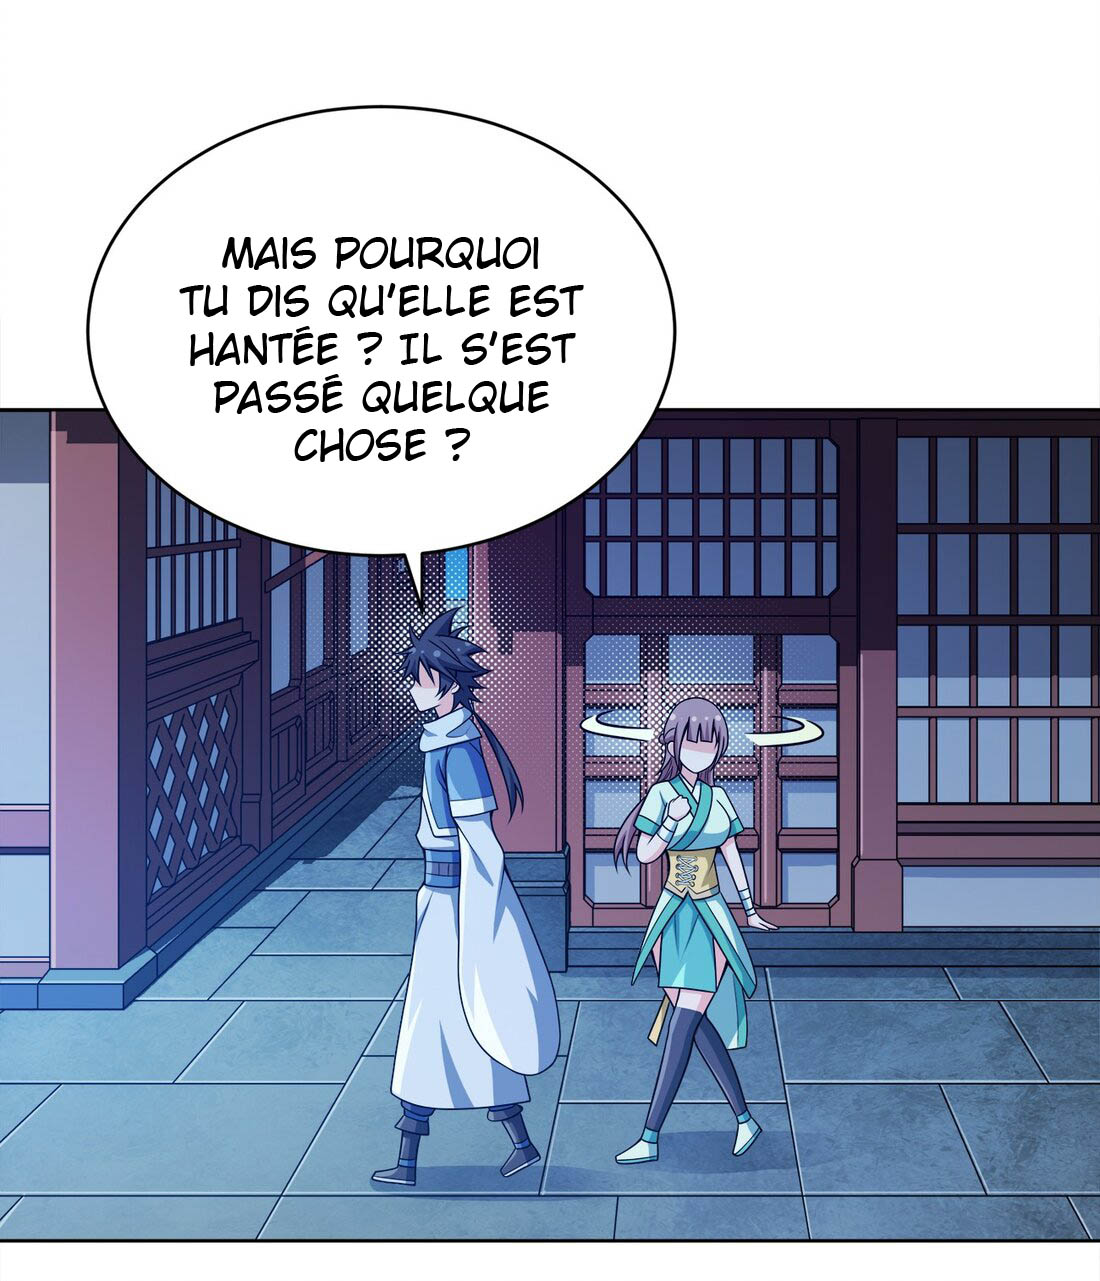 MAIS POURQUOI
TU DIS QU'ELLE EST
HANTÉE ? IL S'EST
PASSÉ QUELQUE
CHOSE ?